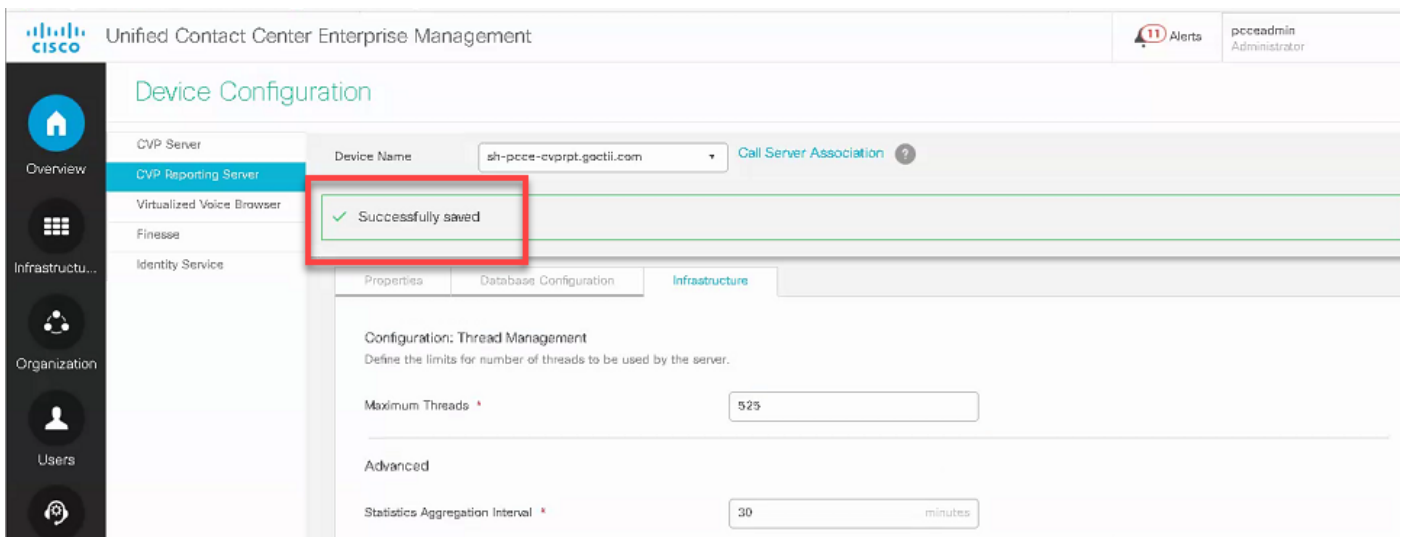 CISCO
Unified Contact Center Enterprise Management
11 Alerts
pcceadmin
Administrator
Device Configuration
Overview
Infrastructu...
Organization
Users
CVP Server
CVP Reporting Server
Virtualized Voice Browser
Finesse
Identity Service
Device Name sh-pcce-cvprpt.goctii.com Call Server Association ?
Successfully saved
Properties Database Configuration Infrastructure
Configuration: Thread Management
Define the limits for number of threads to be used by the server.
Maximum Threads * 525
Advanced
Statistics Aggregation Interval * 30 minutes